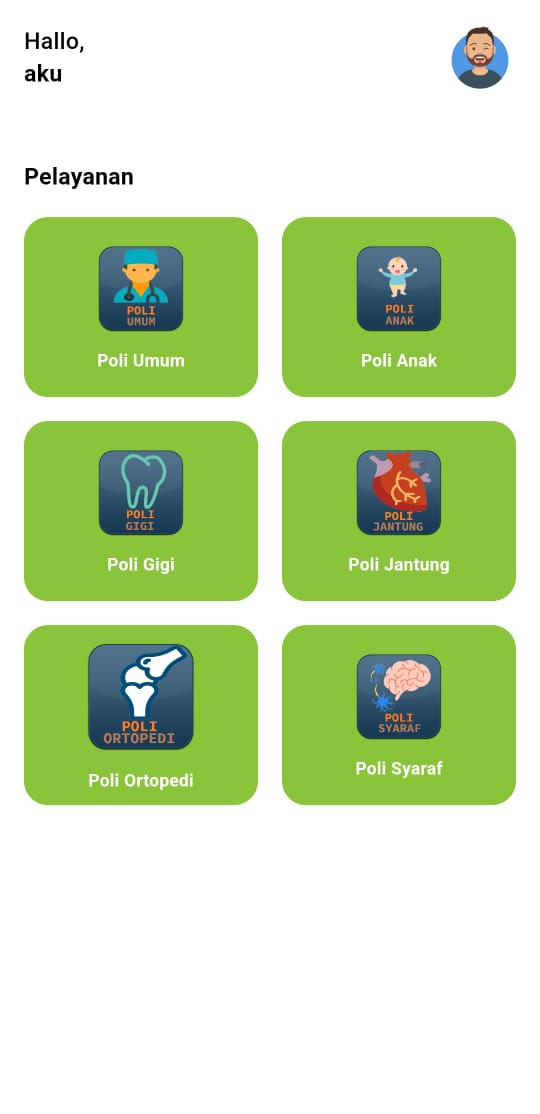 Hallo,
aku
Pelayanan
POLI
UMUM
Poli Umum
POLI
ANAK
Poli Anak
POLI
GIGI
Poli Gigi
POLI
JANTUNG
Poli Jantung
POLI
ORTOPEDI
Poli Ortopedi
POLI
SYARAF
Poli Syaraf